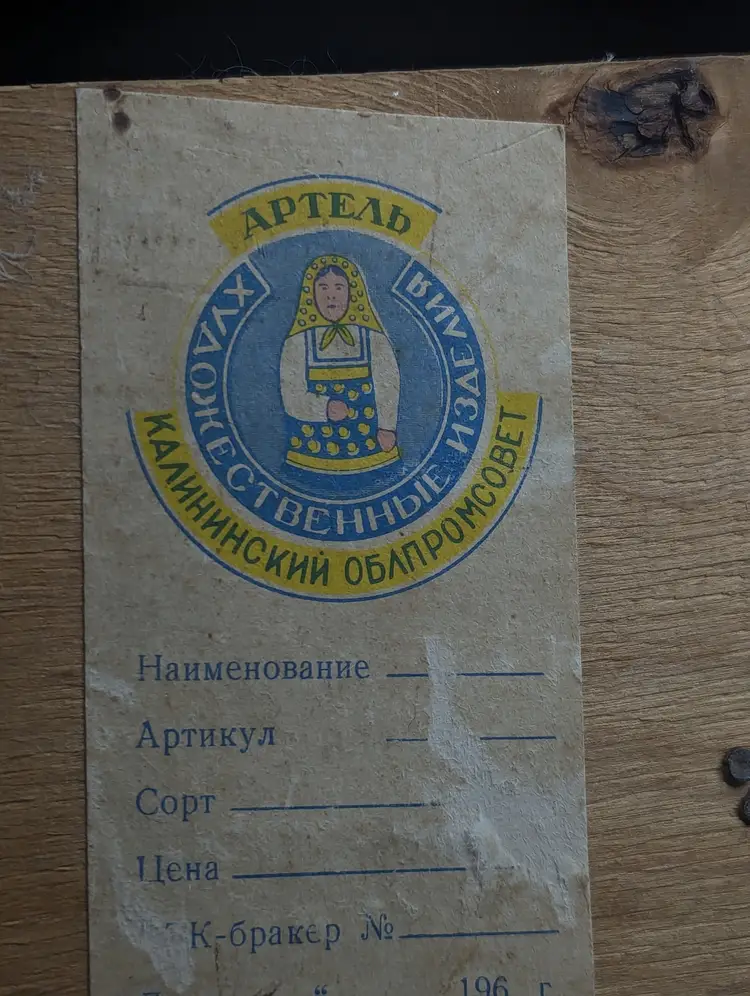 АРТЕЛЬ
ХУДОЖЕСТВЕННЫЕ ИЗДЕЛИЯ
КАЛИНИНСКИЙ ОБЛПРОМСОВЕТ
Наименование
Артикул
Сорт
Цена
К-бракер №
“ 196 г